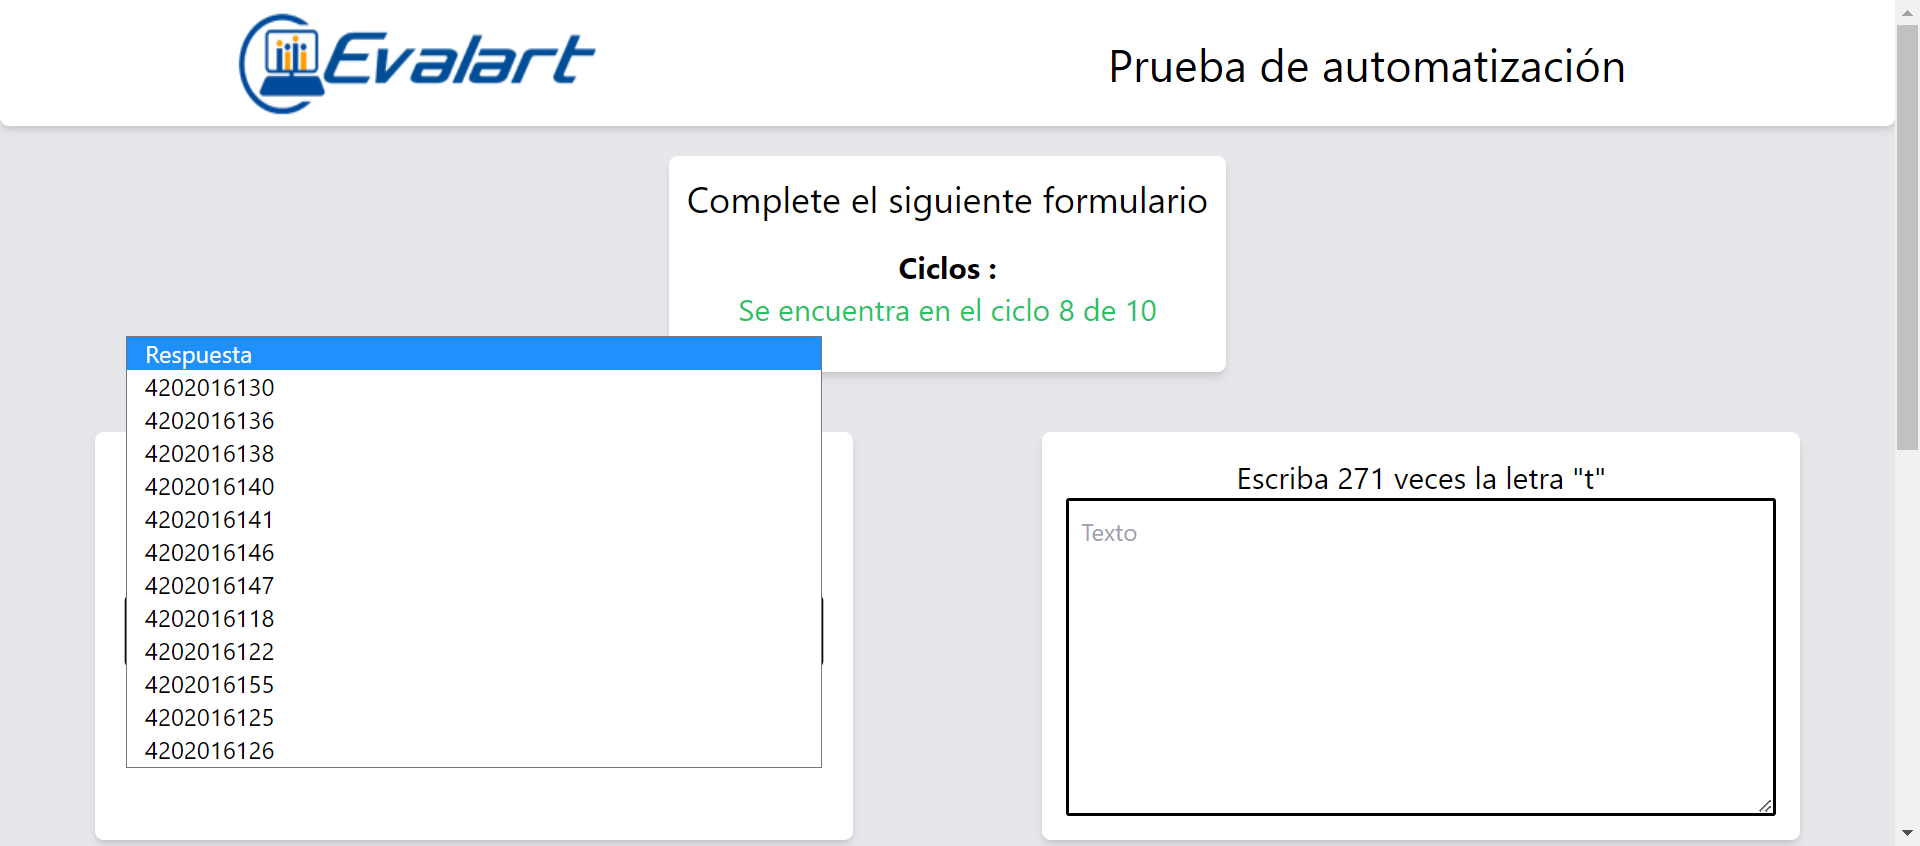 Evalart
Prueba de automatización
Complete el siguiente formulario
Ciclos :
Se encuentra en el ciclo 8 de 10
Respuesta
4202016130
4202016136
4202016138
4202016140
4202016141
4202016146
4202016147
4202016118
4202016122
4202016155
4202016125
4202016126
Escriba 271 veces la letra "t"
Texto